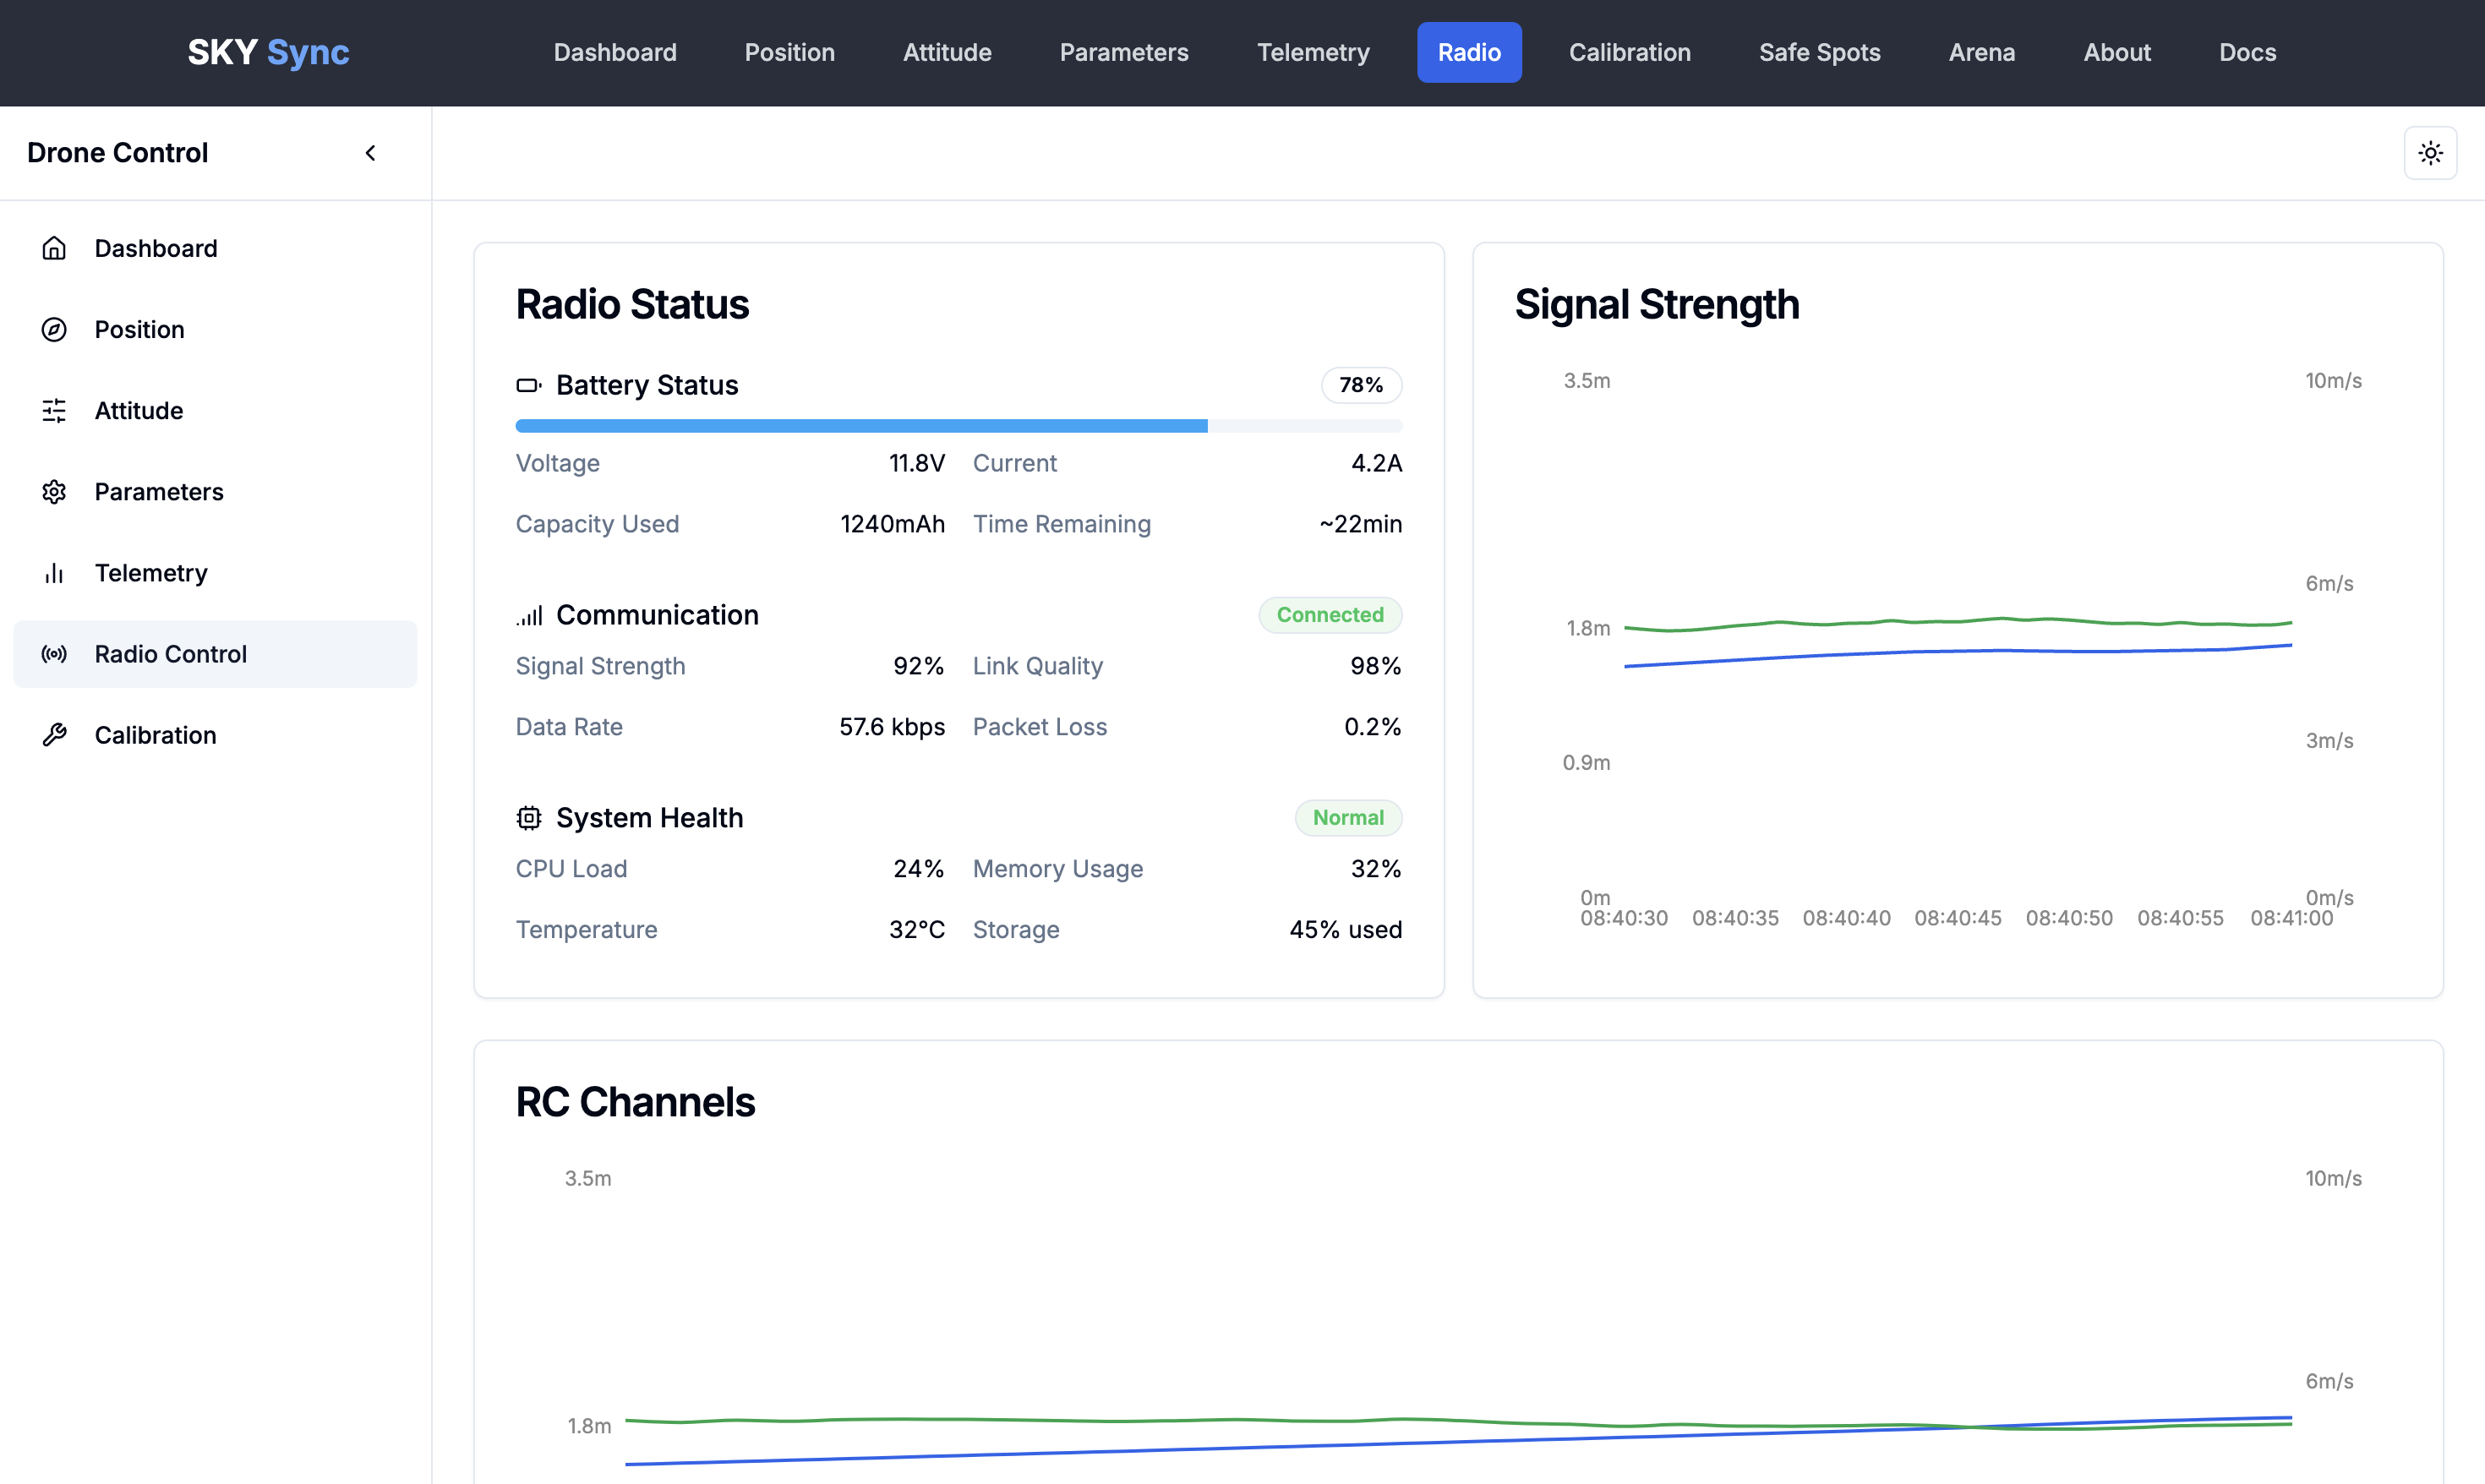 SKY Sync
Dashboard
Position
Attitude
Parameters
Telemetry
Radio
Calibration
Safe Spots
Arena
About
Docs
Drone Control
Dashboard
Position
Attitude
Parameters
Telemetry
Radio Control
Calibration
Radio Status
Battery Status 78%
Voltage 11.8V Current 4.2A
Capacity Used 1240mAh Time Remaining ~22min
Communication Connected
Signal Strength 92% Link Quality 98%
Data Rate 57.6 kbps Packet Loss 0.2%
System Health Normal
CPU Load 24% Memory Usage 32%
Temperature 32°C Storage 45% used
Signal Strength
3.5m 10m/s
6m/s
1.8m
3m/s
0.9m
0m 0m/s
08:40:30 08:40:35 08:40:40 08:40:45 08:40:50 08:40:55 08:41:00
RC Channels
3.5m 10m/s
6m/s
1.8m